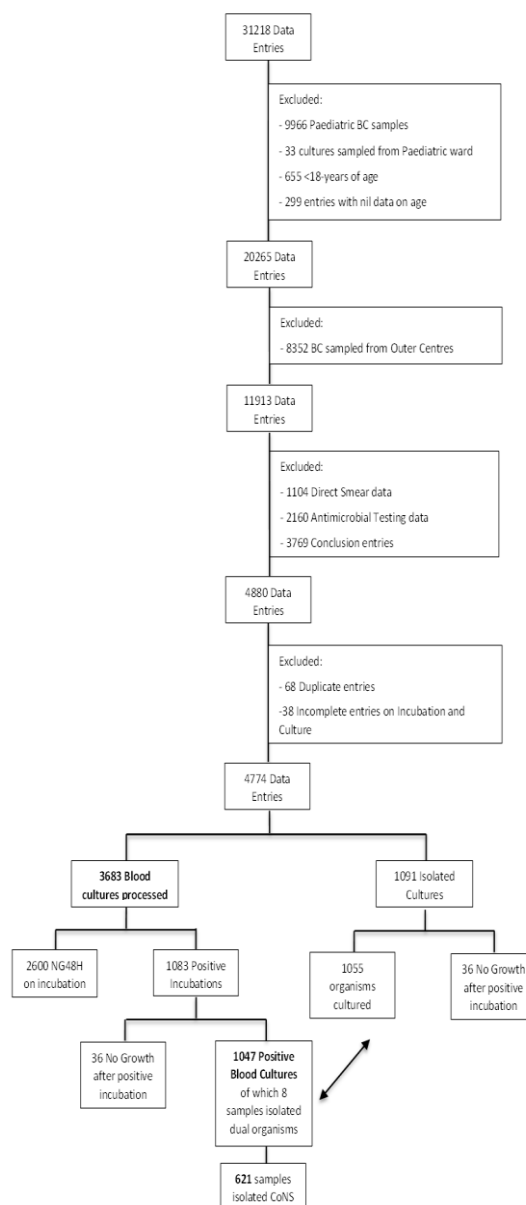 31218 Data
Entries
Excluded:
- 9966 Paediatric BC samples
- 33 cultures sampled from Paediatric ward
- 655 <18-years of age
- 299 entries with nil data on age
20265 Data
Entries
Excluded:
- 8352 BC sampled from Outer Centres
11913 Data
Entries
Excluded:
- 1104 Direct Smear data
- 2160 Antimicrobial Testing data
- 3769 Conclusion entries
4880 Data
Entries
Excluded:
- 68 Duplicate entries
-38 Incomplete entries on Incubation and
Culture
4774 Data
Entries
3683 Blood
cultures processed
1091 Isolated
Cultures
2600 NG48H
on incubation
1083 Positive
Incubations
1055
organisms
cultured
36 No Growth
after positive
incubation
36 No Growth
after positive
incubation
1047 Positive
Blood Cultures
of which 8
samples isolated
dual organisms
621 samples
isolated CoNS